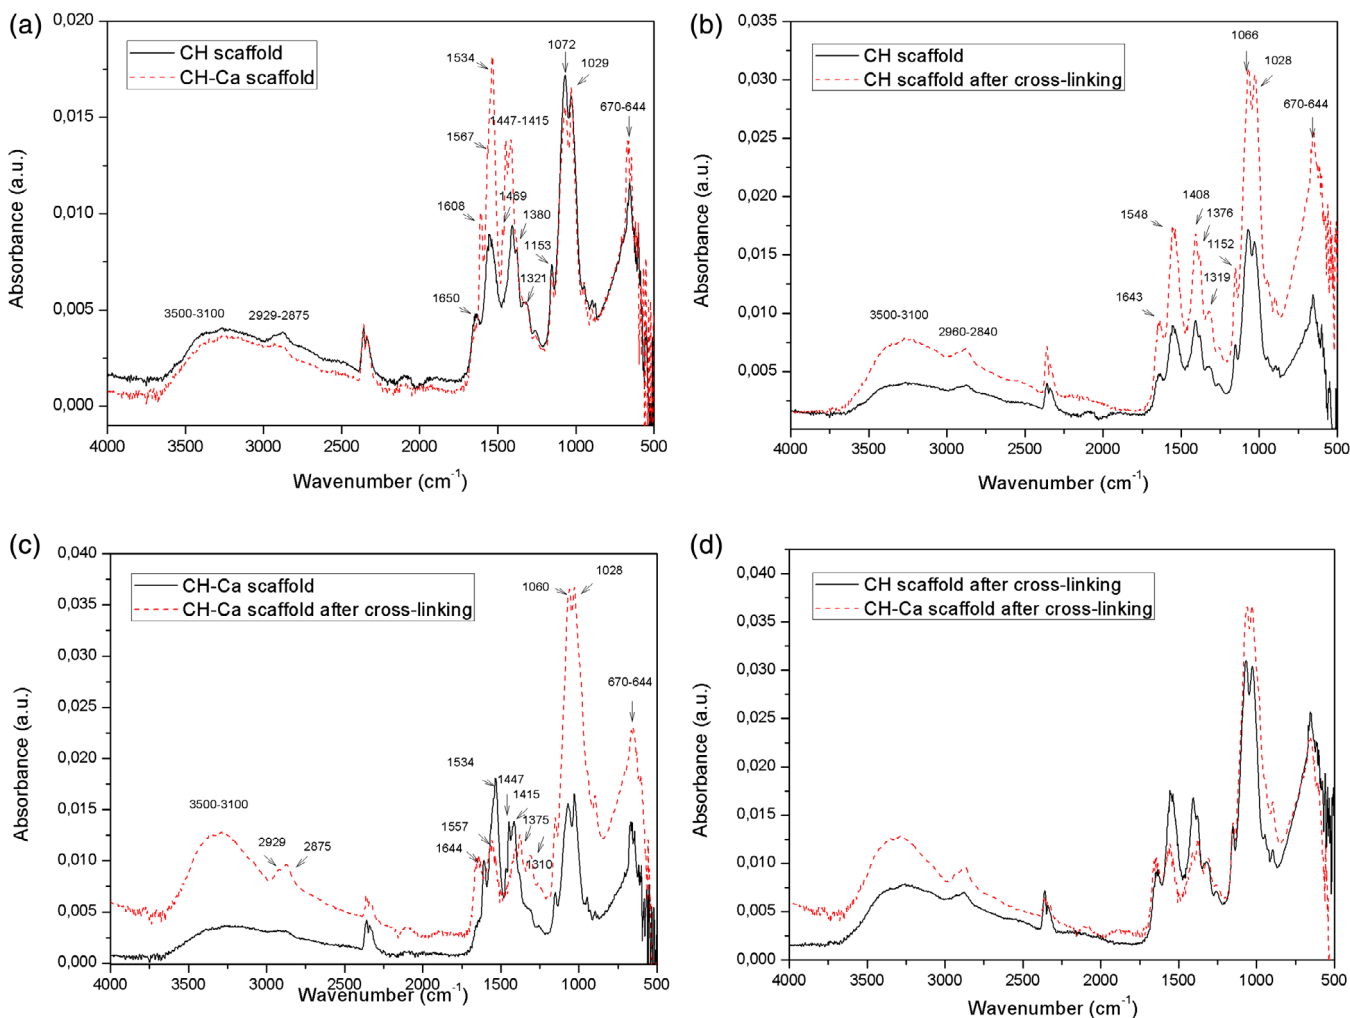 (a)
0,020
0,015
0,010
0,005
0,000
Absorbance (a.u.)
CH scaffold
CH-Ca scaffold
1534
1072
1029
670-644
1447-1415
1567
1469
1608
1380
1153
1321
1650
3500-3100
2929-2875
4000 3500 3000 2500 2000 1500 1000 500
Wavenumber (cm-1)
(b)
0,035
0,030
0,025
0,020
0,015
0,010
0,005
0,000
Absorbance (a.u.)
CH scaffold
CH scaffold after cross-linking
1066
1028
670-644
1408
1548
1376
1152
1319
1643
3500-3100
2960-2840
4000 3500 3000 2500 2000 1500 1000 500
Wavenumber (cm-1)
(c)
0,040
0,035
0,030
0,025
0,020
0,015
0,010
0,005
0,000
Absorbance (a.u.)
CH-Ca scaffold
CH-Ca scaffold after cross-linking
1060
1028
670-644
1534
1447
1415
1557
1375
1644
1310
3500-3100
2929
2875
4000 3500 3000 2500 2000 1500 1000 500
Wavenumber (cm-1)
(d)
0,040
0,035
0,030
0,025
0,020
0,015
0,010
0,005
0,000
Absorbance (a.u.)
CH scaffold after cross-linking
CH-Ca scaffold after cross-linking
4000 3500 3000 2500 2000 1500 1000 500
Wavenumber (cm-1)